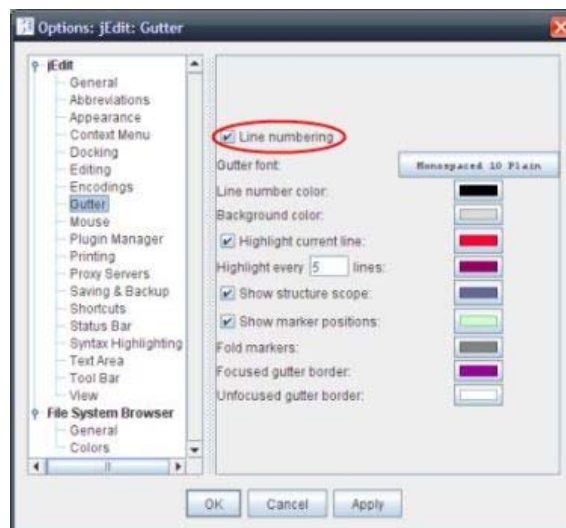 Options: jEdit: Gutter
jEdit
General
Abbreviations
Appearance
Context Menu
Docking
Editing
Encodings
Gutter
Mouse
Plugin Manager
Printing
Proxy Servers
Saving & Backup
Shortcuts
Status Bar
Syntax Highlighting
Text Area
Tool Bar
View
File System Browser
General
Colors
Line numbering
Gutter font: Monospaced 10 Plain
Line number color:
Background color:
Highlight current line:
Highlight every 5 lines:
Show structure scope:
Show marker positions:
Fold markers:
Focused gutter border:
Unfocused gutter border:
OK Cancel Apply